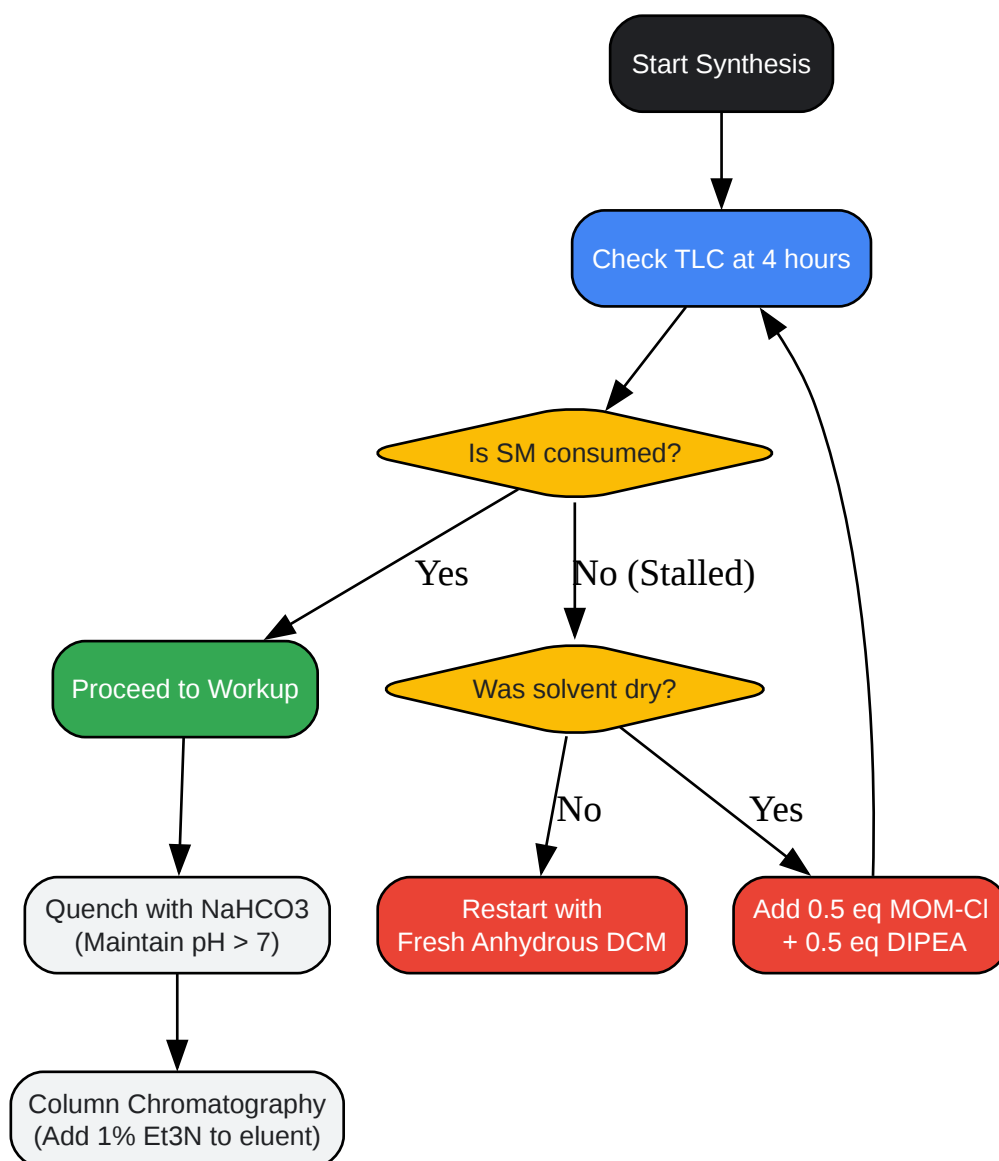 Start Synthesis
Check TLC at 4 hours
Is SM consumed?
Yes
No (Stalled)
Proceed to Workup
Was solvent dry?
No
Yes
Quench with NaHCO3
(Maintain pH > 7)
Restart with
Fresh Anhydrous DCM
Add 0.5 eq MOM-Cl
+ 0.5 eq DIPEA
Column Chromatography
(Add 1% Et3N to eluent)